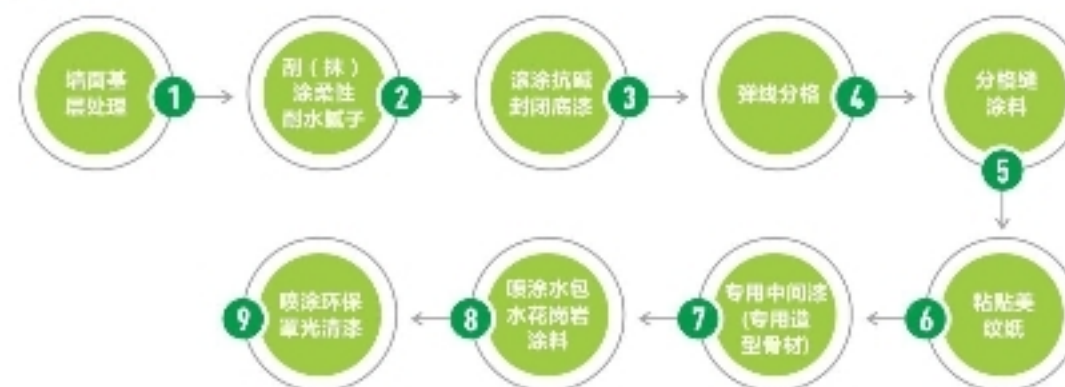 墙面基
层处理
1
刮（抹）
涂柔性
耐水腻子
2
滚涂抗碱
封闭底漆
3
弹线分格
4
分格缝
涂料
5
粘贴美
纹纸
6
专用中间漆
(专用造
型骨材)
7
喷涂水包
水花岗岩
涂料
8
喷涂环保
罩光清漆
9